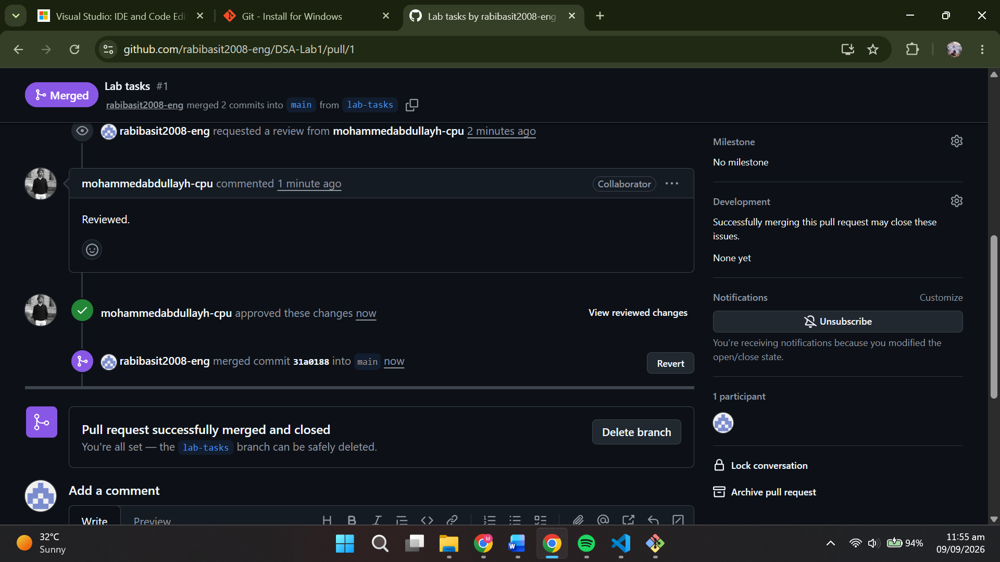 Visual Studio: IDE and Code Edi
Git - Install for Windows
Lab tasks by rabibasit2008-eng
github.com/rabibasit2008-eng/DSA-Lab1/pull/1
Merged
Lab tasks #1
rabibasit2008-eng merged 2 commits into main from lab-tasks
rabibasit2008-eng requested a review from mohammedabdullayh-cpu 2 minutes ago
mohammedabdullayh-cpu commented 1 minute ago
Collaborator
Reviewed.
mohammedabdullayh-cpu approved these changes now
View reviewed changes
rabibasit2008-eng merged commit 31a0188 into main now
Revert
Pull request successfully merged and closed
You're all set — the lab-tasks branch can be safely deleted.
Delete branch
Add a comment
Write
Preview
Milestone
No milestone
Development
Successfully merging this pull request may close these
issues.
None yet
Notifications
Customize
Unsubscribe
You're receiving notifications because you modified the
open/close state.
1 participant
Lock conversation
Archive pull request
32°C
Sunny
94%
11:55 am
09/09/2026